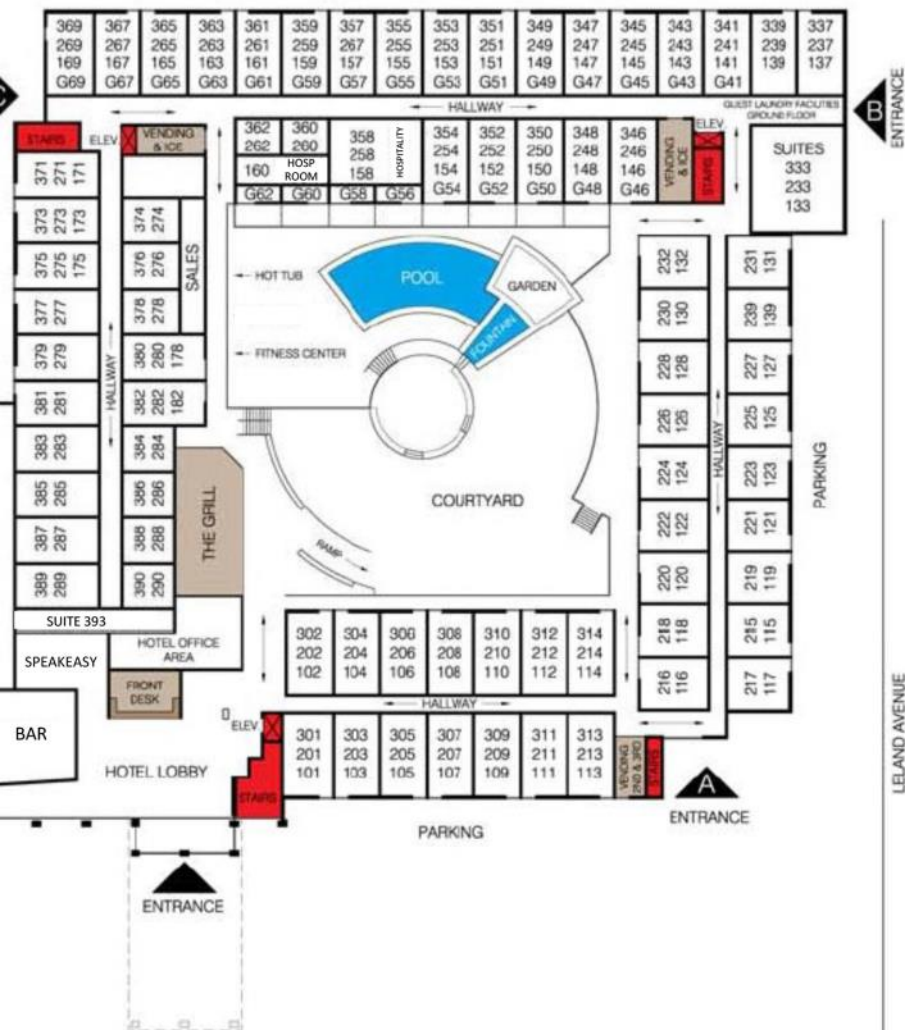 369 367 365 363 361 359 357 355 353 351 349 347 345 343 341 339 337
269 267 265 263 261 259 267 255 253 251 249 247 245 243 241 239 237
169 167 165 163 161 159 157 155 153 151 149 147 145 143 141 139 137
G69 G67 G65 G63 G61 G59 G57 G55 G53 G51 G49 G47 G45 G43 G41
C
HALLWAY
GUEST LAUNDRY FACILITIES
GROUND FLOOR
B
ENTRANCE
STAIRS
ELEV
VENDING
& ICE
362 360 358 354 352 350 348 346
262 260 258 254 252 250 248 246
160 158 154 152 150 148 146
HOSP
ROOM
HOSPITALITY
G62 G60 G58 G56 G54 G52 G50 G48 G46
VENDING
& ICE
ELEV
STAIRS
SUITES
333
233
133
371 271 171
373 273 173
375 275 175
377 277
379 279
381 281
383 283
385 285
387 287
389 289
HALLWAY
374 274
376 276
378 278
SALES
380 280 178
382 282 182
384 284
386 286
388 288
390 290
THE GRILL
HOT TUB
FITNESS CENTER
POOL
GARDEN
FOUNTAIN
COURTYARD
RAMP
232 132
230 130
228 128
226 126
224 124
222 122
220 120
218 118
216 116
HALLWAY
231 131
239 139
227 127
225 125
223 123
221 121
219 119
215 115
217 117
PARKING
LELAND AVENUE
SUITE 393
SPEAKEASY
HOTEL OFFICE
AREA
FRONT
DESK
BAR
HOTEL LOBBY
302 304 306 308 310 312 314
202 204 206 208 210 212 214
102 104 106 108 110 112 114
HALLWAY
ELEV
STAIRS
301 303 305 307 309 311 313
201 203 205 207 209 211 213
101 103 105 107 109 111 113
VENDING
2ND & 3RD
STAIRS
A
ENTRANCE
PARKING
ENTRANCE